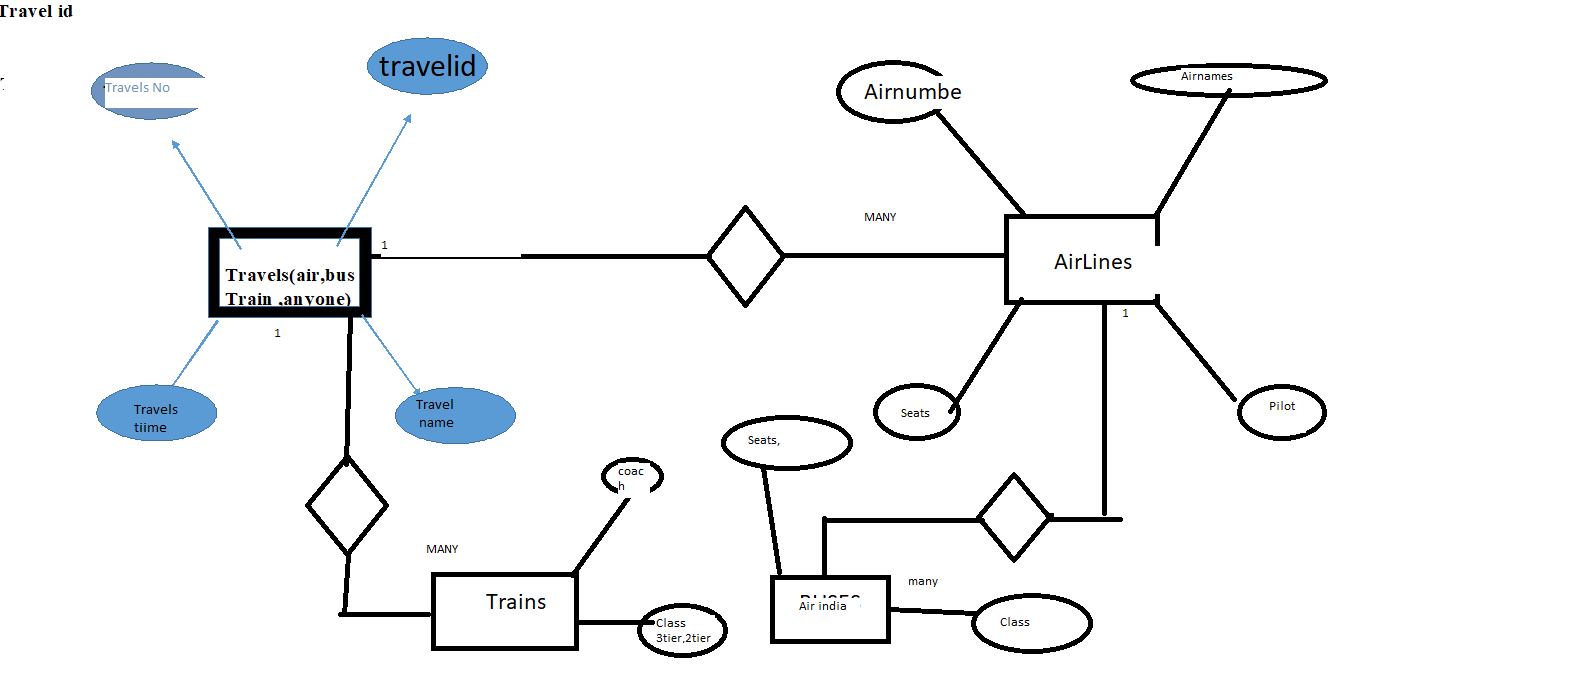 Travel id
travelid
Travels No
Airnumbe
Airnames
MANY
1
Travels(air,bus
Train ,anyone)
AirLines
1
1
Travels
tiime
Travel
name
Seats
Pilot
Seats,
coac
h
MANY
Trains
Class
3tier,2tier
Air india
many
Class